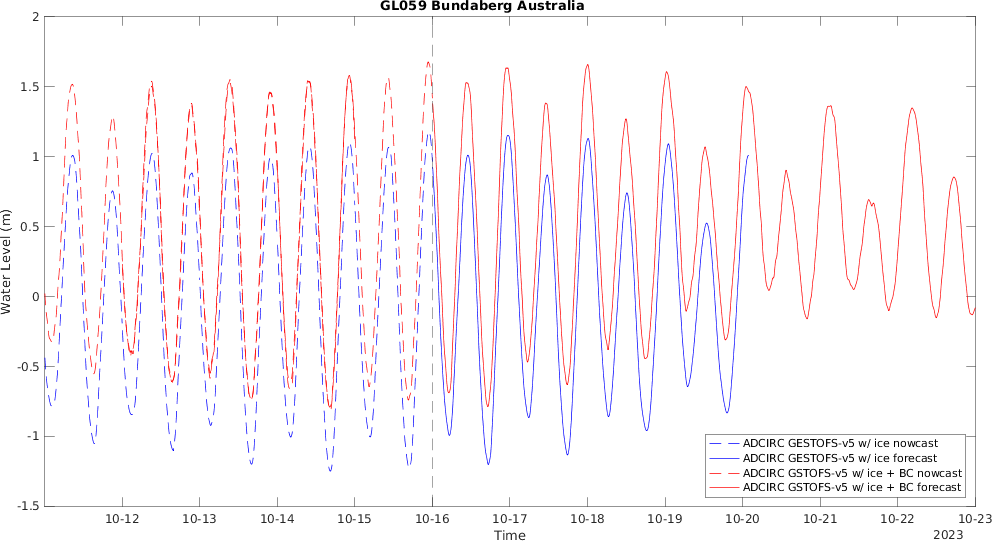 GL059 Bundaberg Australia
2
1.5
1
0.5
0
-0.5
-1
-1.5
Water Level (m)
ADCIRC GESTOFS-v5 w/ ice nowcast
ADCIRC GESTOFS-v5 w/ ice forecast
ADCIRC GSTOFS-v5 w/ ice + BC nowcast
ADCIRC GSTOFS-v5 w/ ice + BC forecast
10-12 10-13 10-14 10-15 10-16 10-17 10-18 10-19 10-20 10-21 10-22 10-23
Time
2023